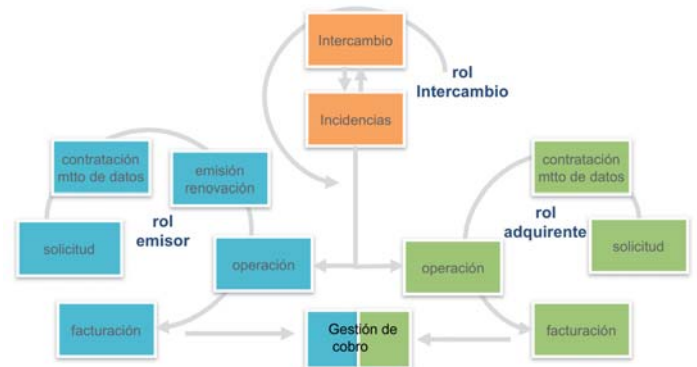 Intercambio
rol
Intercambio
Incidencias
contratación
mtto de datos
emisión
renovación
rol
emisor
solicitud
operación
facturación
contratación
mtto de datos
rol
adquirente
solicitud
operación
facturación
Gestión de
cobro